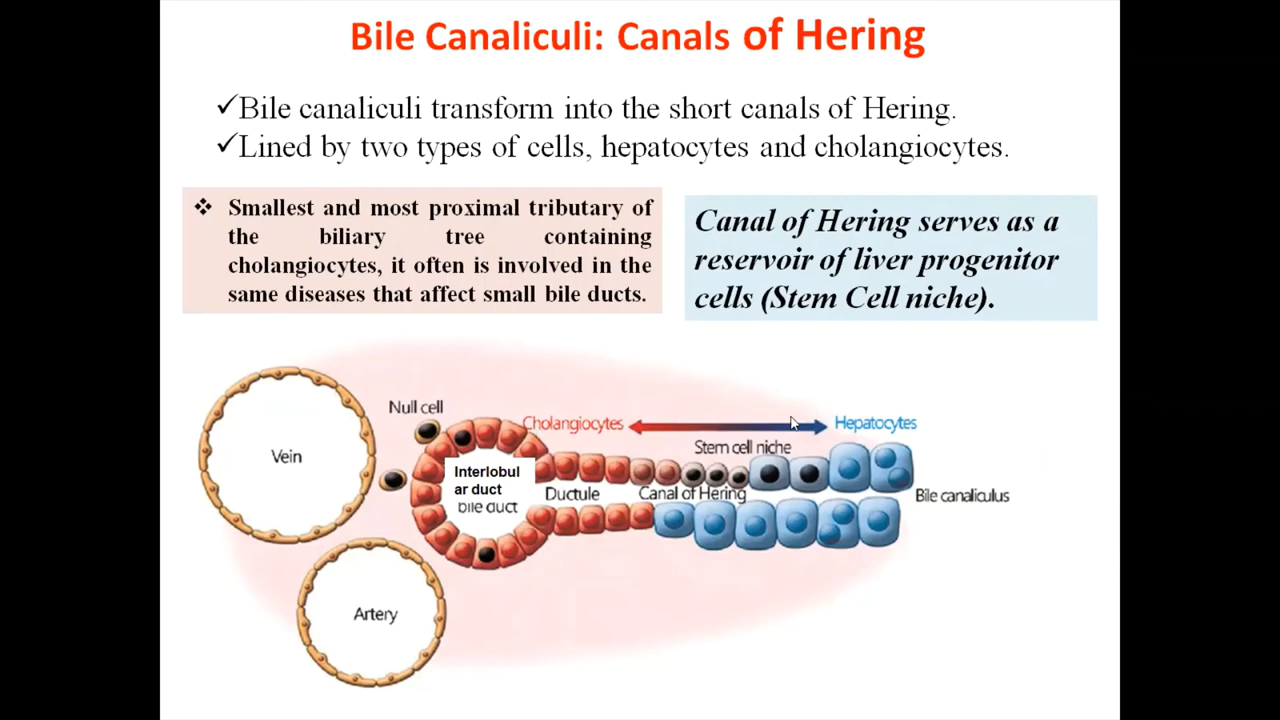 Bile Canaliculi: Canals of Hering
✓Bile canaliculi transform into the short canals of Hering.
✓Lined by two types of cells, hepatocytes and cholangiocytes.
❖ Smallest and most proximal tributary of
the biliary tree containing
cholangiocytes, it often is involved in the
same diseases that affect small bile ducts.
Canal of Hering serves as a
reservoir of liver progenitor
cells (Stem Cell niche).
Null cell
Cholangiocytes
Hepatocytes
Stem cell niche
Vein
Interlobul
ar duct
bile duct
Ductule
Canal of Hering
Bile canaliculus
Artery